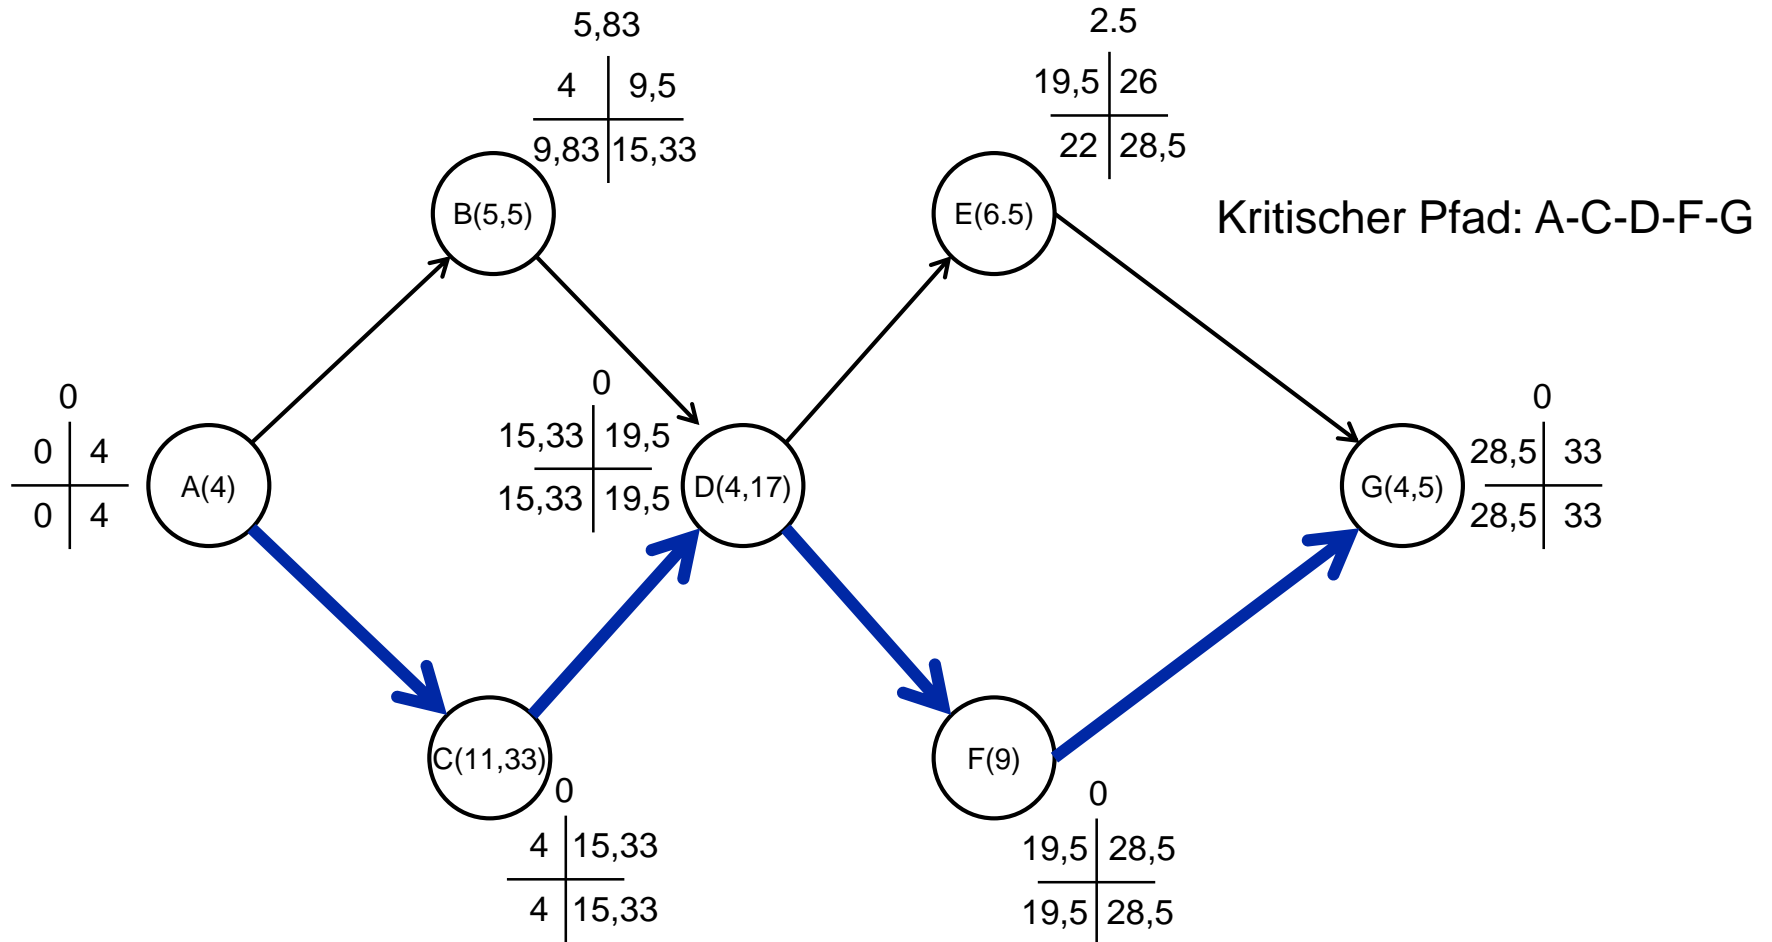 5,83
4 9,5
9,83 15,33
B(5,5)
2.5
19,5 26
22 28,5
E(6.5)
Kritischer Pfad: A-C-D-F-G
0
0 4
0 4
A(4)
0
15,33 19,5
15,33 19,5
D(4,17)
0
28,5 33
28,5 33
G(4,5)
C(11,33)
0
4 15,33
4 15,33
F(9)
0
19,5 28,5
19,5 28,5